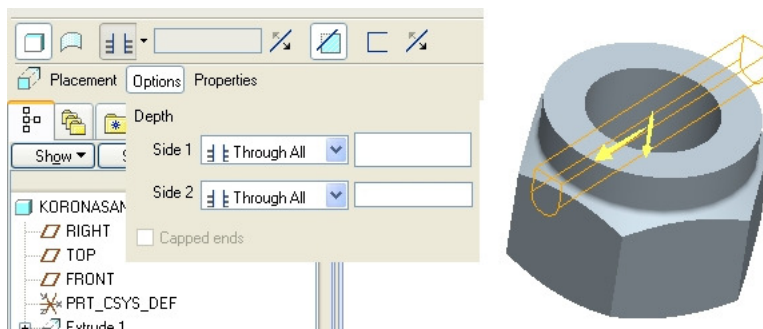 Placement Options Properties
Depth
Side 1 Through All
Side 2 Through All
Capped ends
Show
KORONASAN
RIGHT
TOP
FRONT
PRT_CSYS_DEF
Extrude 1